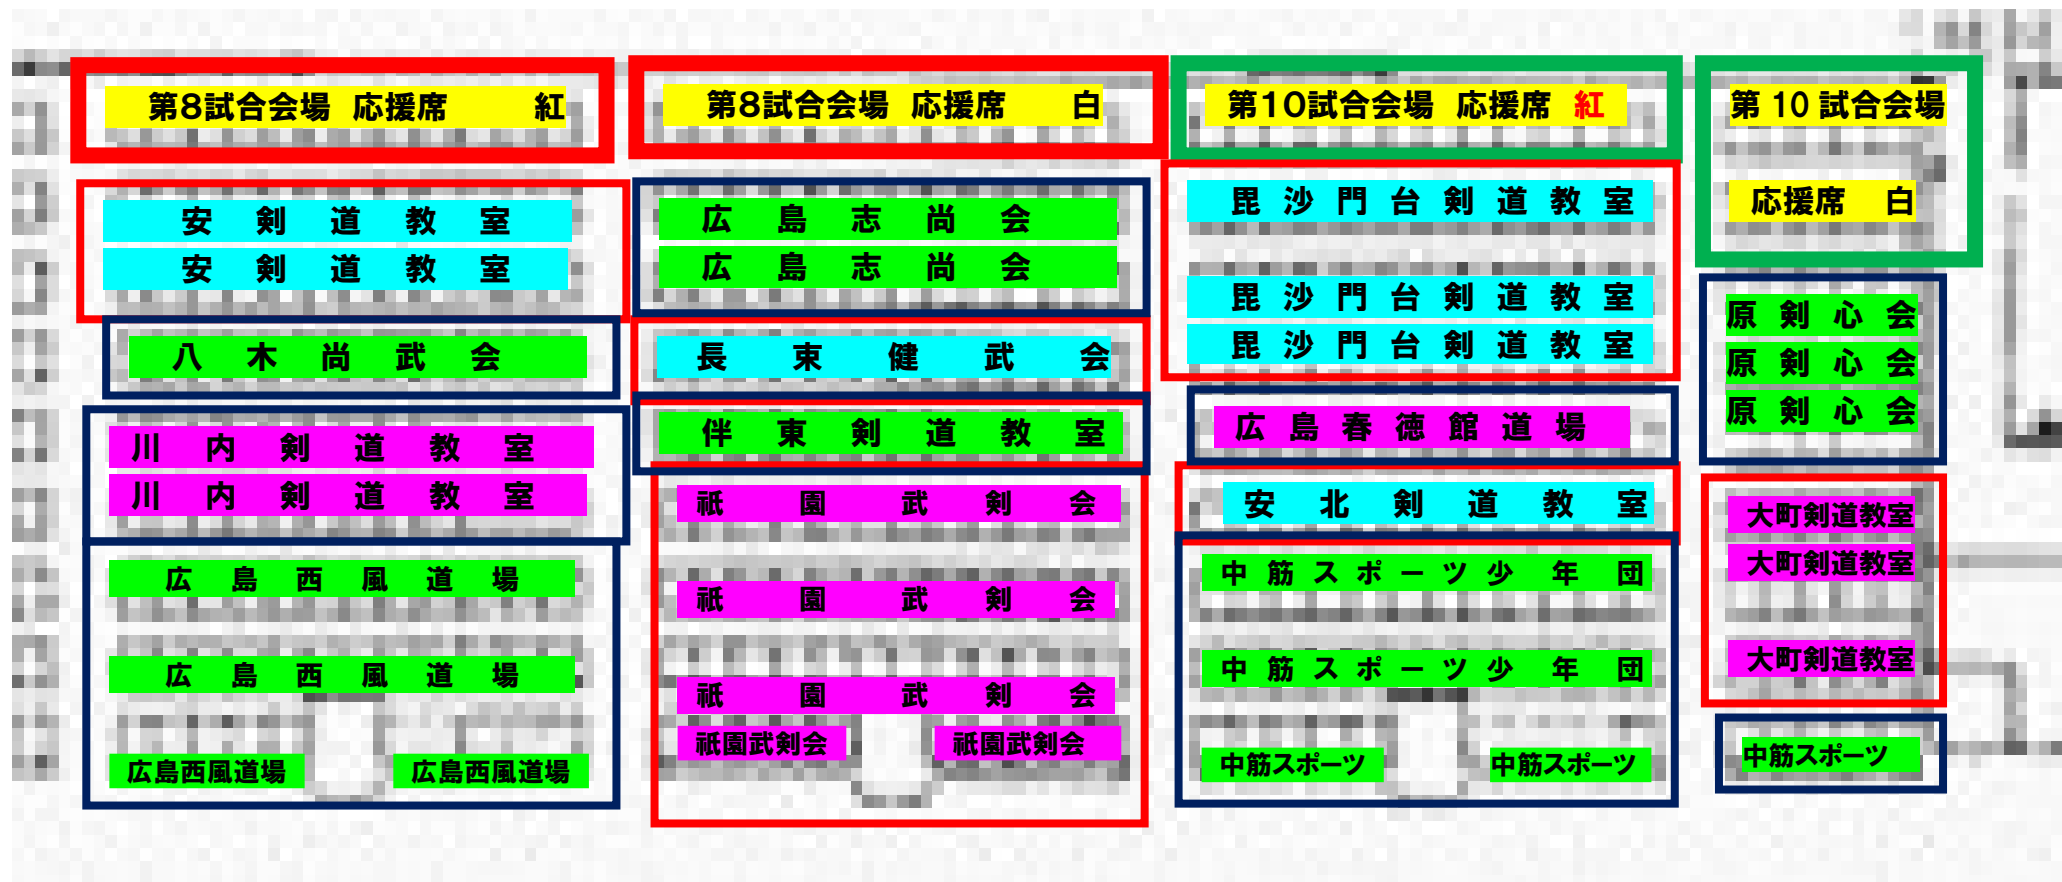 第8試合会場 応援席 紅
安剣道教室
安剣道教室
八木尚武会
川内剣道教室
川内剣道教室
広島西風道場
広島西風道場
広島西風道場 広島西風道場
第8試合会場 応援席 白
広島志尚会
広島志尚会
長束健武会
伴東剣道教室
祇園武剣会
祇園武剣会
祇園武剣会
祇園武剣会 祇園武剣会
第10試合会場 応援席 紅
毘沙門台剣道教室
毘沙門台剣道教室
毘沙門台剣道教室
広島春徳館道場
安北剣道教室
中筋スポーツ少年団
中筋スポーツ少年団
中筋スポーツ 中筋スポーツ
第10試合会場
応援席 白
原剣心会
原剣心会
原剣心会
大町剣道教室
大町剣道教室
大町剣道教室
中筋スポーツ